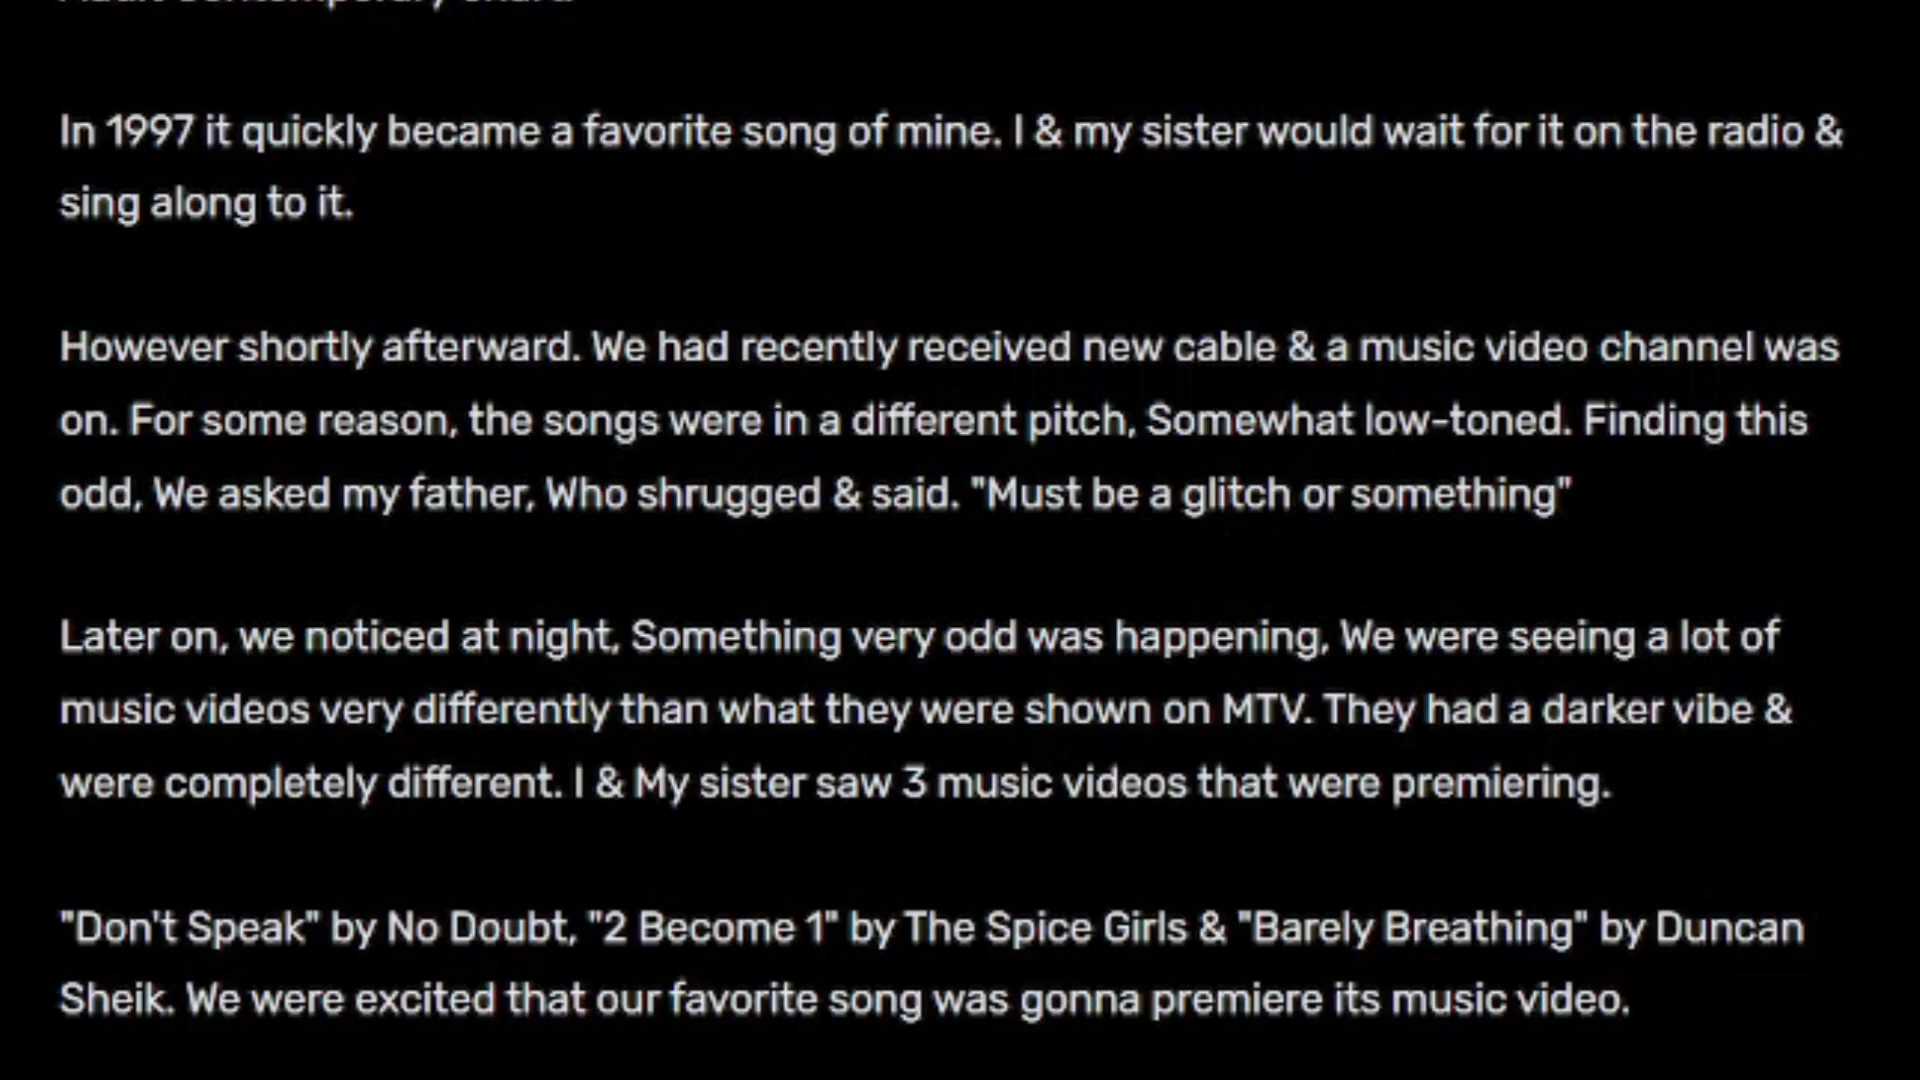 In 1997 it quickly became a favorite song of mine. I & my sister would wait for it on the radio &
sing along to it.
However shortly afterward. We had recently received new cable & a music video channel was
on. For some reason, the songs were in a different pitch, Somewhat low-toned. Finding this
odd, We asked my father, Who shrugged & said. "Must be a glitch or something"
Later on, we noticed at night, Something very odd was happening, We were seeing a lot of
music videos very differently than what they were shown on MTV. They had a darker vibe &
were completely different. I & My sister saw 3 music videos that were premiering.
"Don't Speak" by No Doubt, "2 Become 1" by The Spice Girls & "Barely Breathing" by Duncan
Sheik. We were excited that our favorite song was gonna premiere its music video.